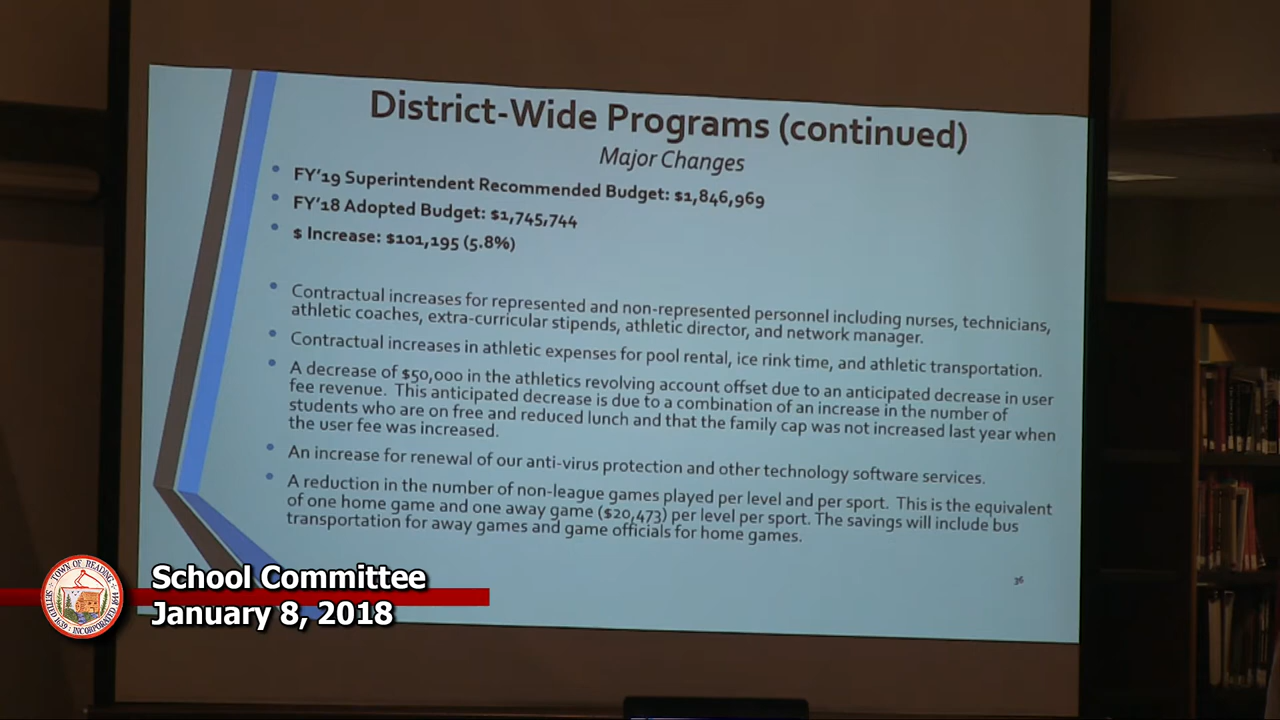 District-Wide Programs (continued)
Major Changes
• FY'19 Superintendent Recommended Budget: $1,846,969
• FY'18 Adopted Budget: $1,745,744
• $ Increase: $101,195 (5.8%)
• Contractual increases for represented and non-represented personnel including nurses, technicians,
athletic coaches, extra-curricular stipends, athletic director, and network manager.
• Contractual increases in athletic expenses for pool rental, ice rink time, and athletic transportation.
• A decrease of $50,000 in the athletics revolving account offset due to an anticipated decrease in user
fee revenue. This anticipated decrease is due to a combination of an increase in the number of
students who are on free and reduced lunch and that the family cap was not increased last year when
the user fee was increased.
• An increase for renewal of our anti-virus protection and other technology software services.
• A reduction in the number of non-league games played per level and per sport. This is the equivalent
of one home game and one away game ($20,473) per level per sport. The savings will include bus
transportation for away games and game officials for home games.
36
TOWN OF READING
SETTLED 1639 INCORPORATED 1644
School Committee
January 8, 2018